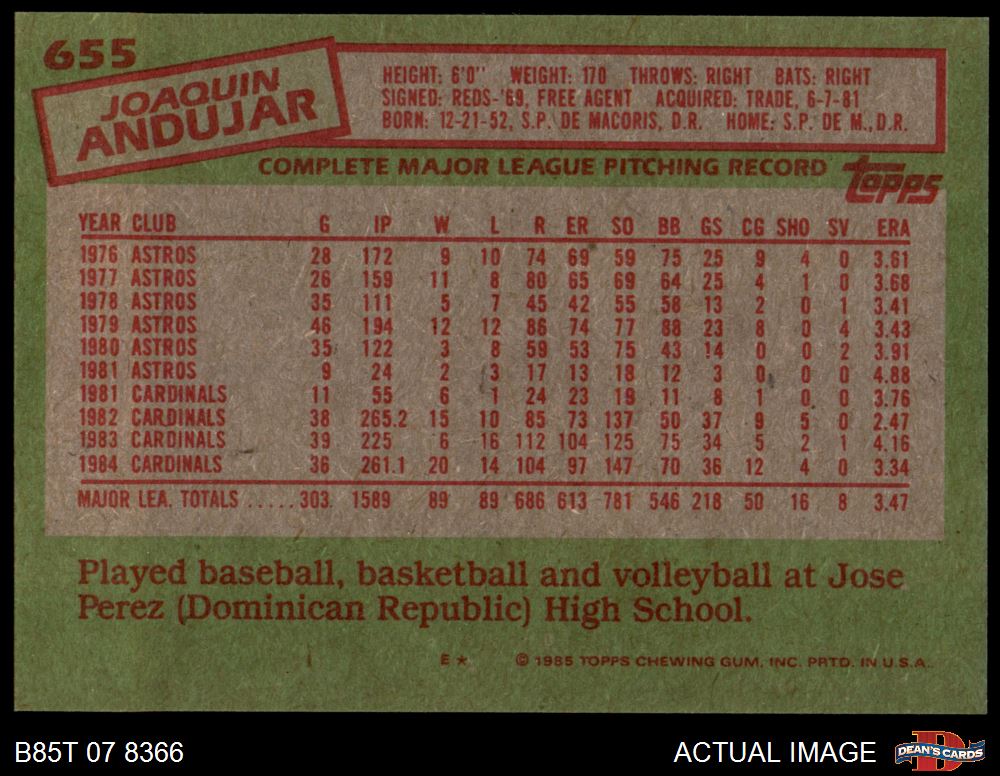 655
JOAQUIN
ANDUJAR
HEIGHT: 6'0" WEIGHT: 170 THROWS: RIGHT BATS: RIGHT
SIGNED: REDS-'69, FREE AGENT ACQUIRED: TRADE, 6-7-81
BORN: 12-21-52, S.P. DE MACORIS, D.R. HOME: S.P. DE M., D.R.
COMPLETE MAJOR LEAGUE PITCHING RECORD topps
YEAR CLUB G IP W L R ER SO BB GS CG SHO SV ERA
1976 ASTROS 28 172 9 10 74 69 59 75 25 9 4 0 3.61
1977 ASTROS 26 159 11 8 80 65 69 64 25 4 1 0 3.68
1978 ASTROS 35 111 5 7 45 42 55 58 13 2 0 1 3.41
1979 ASTROS 46 194 12 12 86 74 77 88 23 8 0 4 3.43
1980 ASTROS 35 122 3 8 59 53 75 43 14 0 0 2 3.91
1981 ASTROS 9 24 2 3 17 13 18 12 3 0 0 0 4.88
1981 CARDINALS 11 55 6 1 24 23 19 11 8 1 0 0 3.76
1982 CARDINALS 38 265.2 15 10 85 73 137 50 37 9 5 0 2.47
1983 CARDINALS 39 225 6 16 112 104 125 75 34 5 2 1 4.16
1984 CARDINALS 36 261.1 20 14 104 97 147 70 36 12 4 0 3.34
MAJOR LEA. TOTALS ..... 303 1589 89 89 686 613 781 546 218 50 16 8 3.47
Played baseball, basketball and volleyball at Jose
Perez (Dominican Republic) High School.
E* © 1985 TOPPS CHEWING GUM, INC. PRTD. IN U.S.A.
B85T 07 8366 ACTUAL IMAGE DEAN'S CARDS